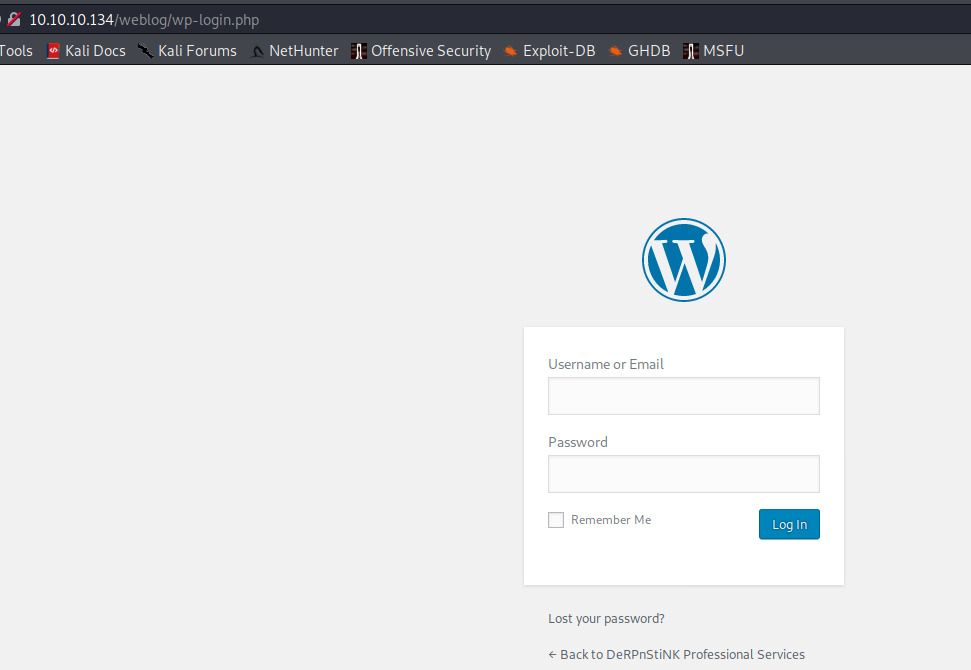 10.10.10.134/weblog/wp-login.php
Tools Kali Docs Kali Forums NetHunter Offensive Security Exploit-DB GHDB MSFU
Username or Email
Password
Remember Me Log In
Lost your password?
← Back to DeRPnStiNK Professional Services